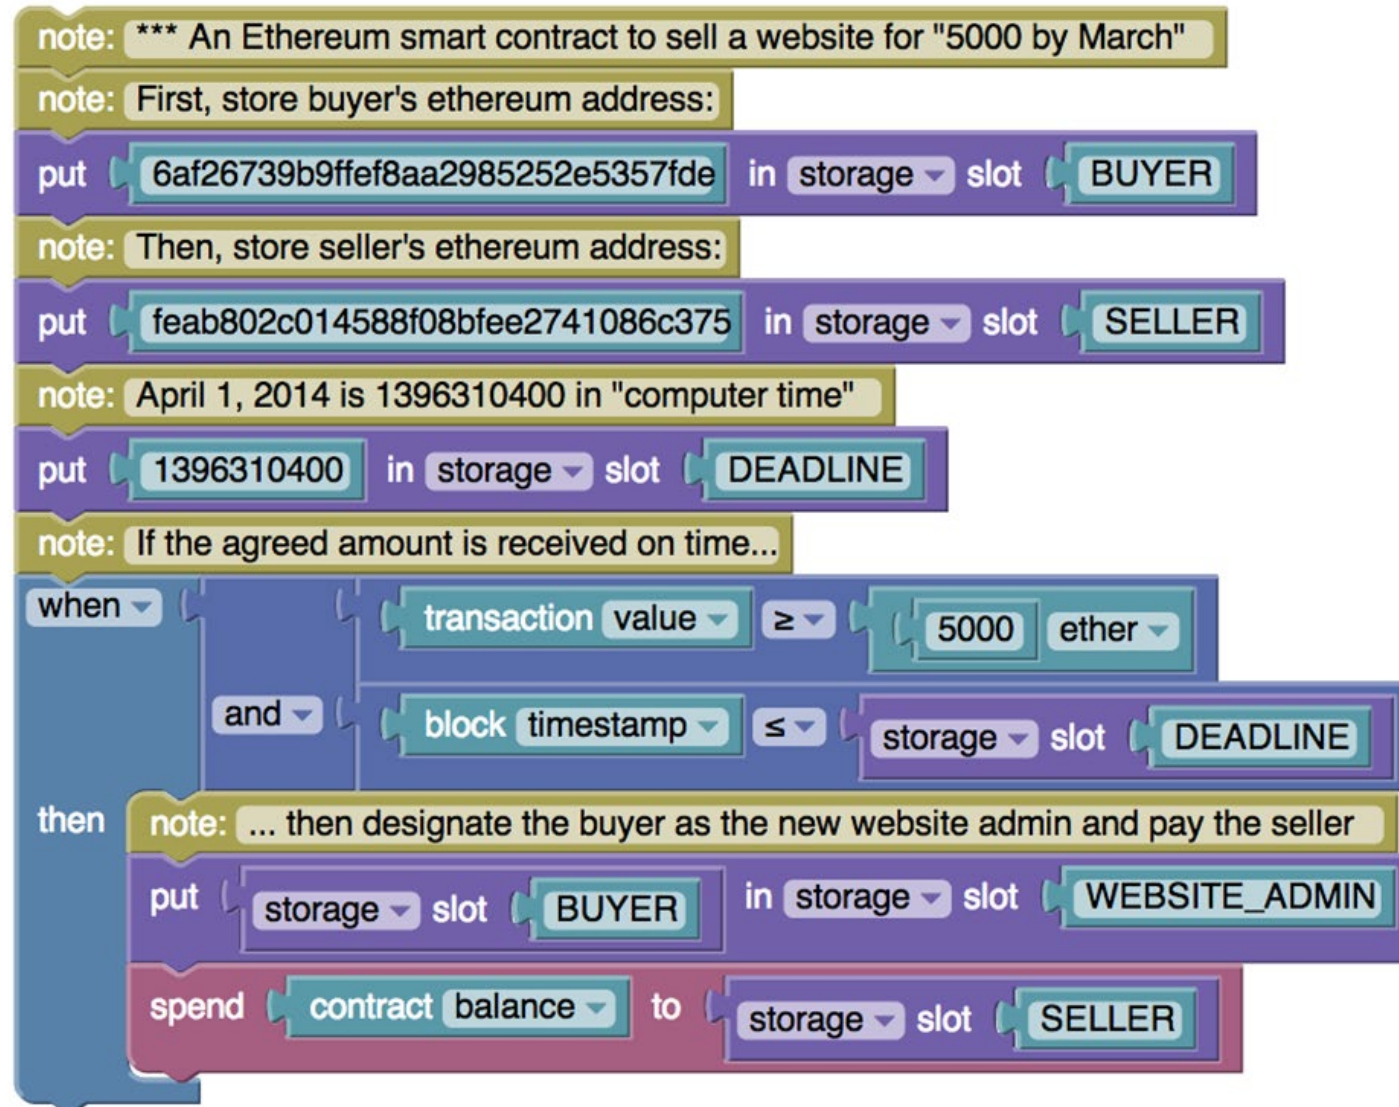 note: *** An Ethereum smart contract to sell a website for "5000 by March"
note: First, store buyer's ethereum address:
put 6af26739b9ffef8aa2985252e5357fde in storage slot BUYER
note: Then, store seller's ethereum address:
put feab802c014588f08bfee2741086c375 in storage slot SELLER
note: April 1, 2014 is 1396310400 in "computer time"
put 1396310400 in storage slot DEADLINE
note: If the agreed amount is received on time...
when transaction value ≥ 5000 ether
and block timestamp ≤ storage slot DEADLINE
then note: ... then designate the buyer as the new website admin and pay the seller
put storage slot BUYER in storage slot WEBSITE_ADMIN
spend contract balance to storage slot SELLER